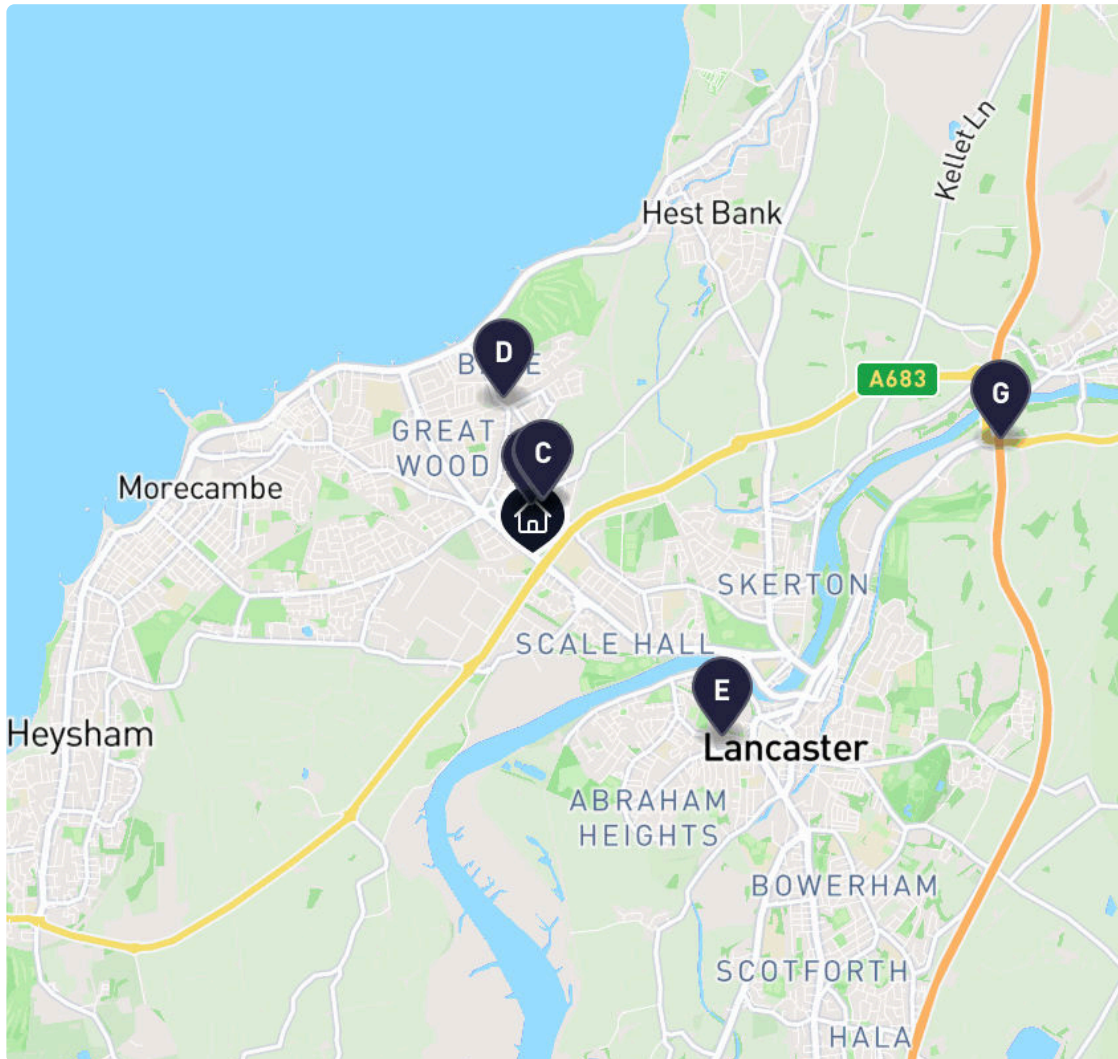 Kellet Ln
Hest Bank
D
A683
G
GREAT
WOOD
C
Morecambe
SKERTON
SCALE HALL
E
Heysham
Lancaster
ABRAHAM
HEIGHTS
BOWERHAM
SCOTFORTH
HALA